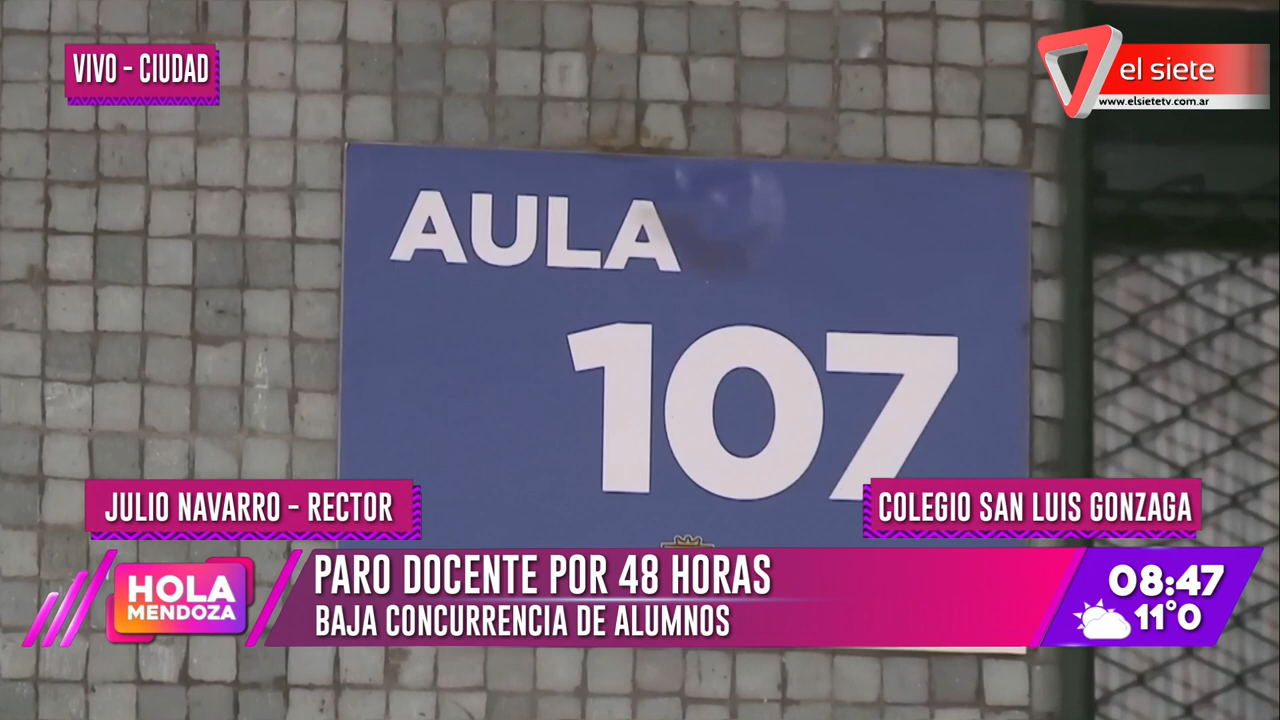 VIVO - CIUDAD
el siete
www.elsietetv.com.ar
AULA
107
JULIO NAVARRO - RECTOR
COLEGIO SAN LUIS GONZAGA
HOLA
MENDOZA
PARO DOCENTE POR 48 HORAS
BAJA CONCURRENCIA DE ALUMNOS
08:47
11°0